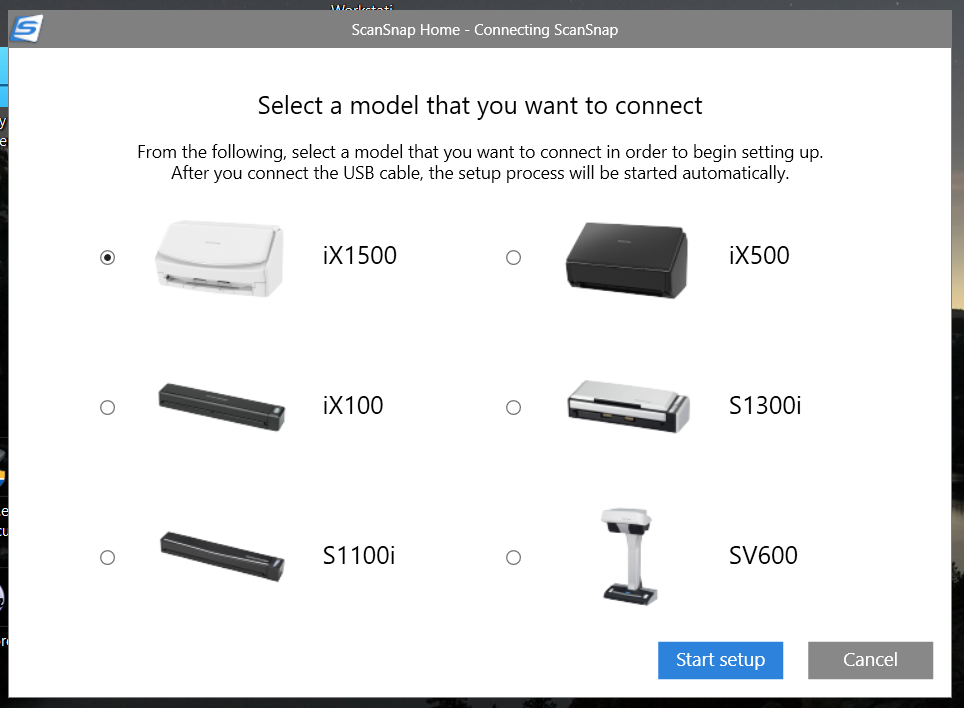 ScanSnap Home - Connecting ScanSnap
Select a model that you want to connect
From the following, select a model that you want to connect in order to begin setting up.
After you connect the USB cable, the setup process will be started automatically.
iX1500
iX500
iX100
S1300i
S1100i
SV600
Start setup
Cancel